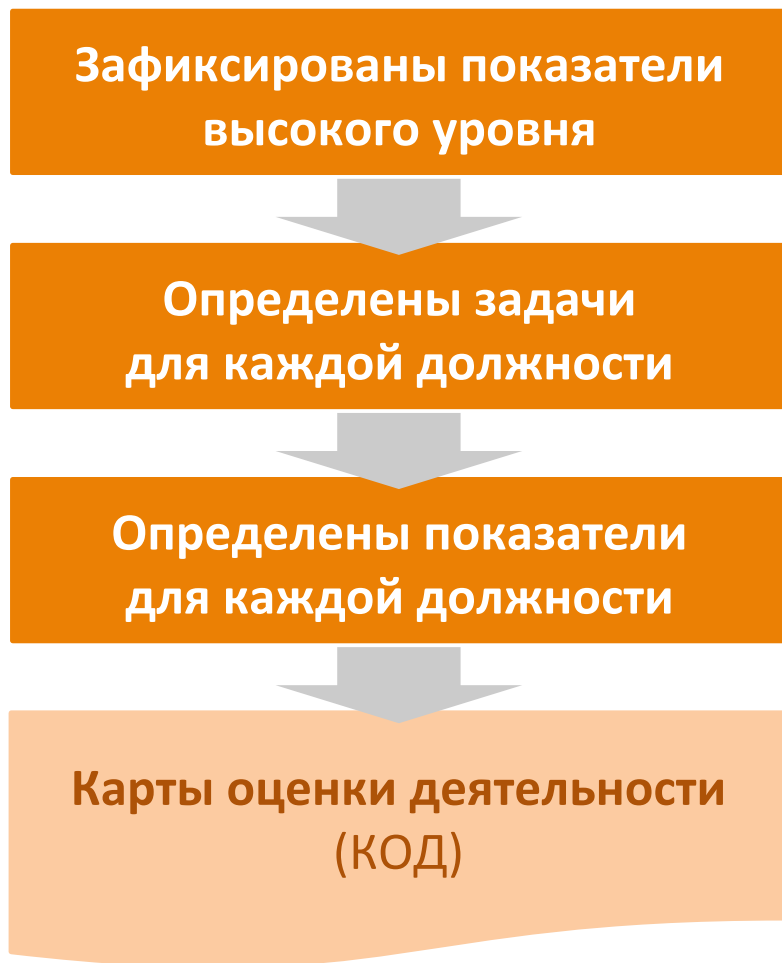 Зафиксированы показатели
высокого уровня
Определены задачи
для каждой должности
Определены показатели
для каждой должности
Карты оценки деятельности
(КОД)